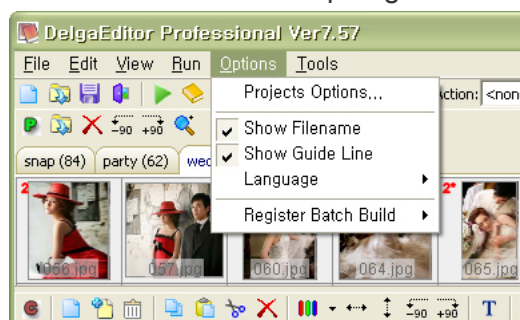 DelgaEditor Professional Ver7.57
File Edit View Run Options Tools
Projects Options...
Action: <non
Show Filename
-90 +90
Show Guide Line
snap (84) party (62) wed
Language
2
2*
Register Batch Build
056.jpg 057.jpg 060.jpg 064.jpg 065.jpg
-90 +90 T